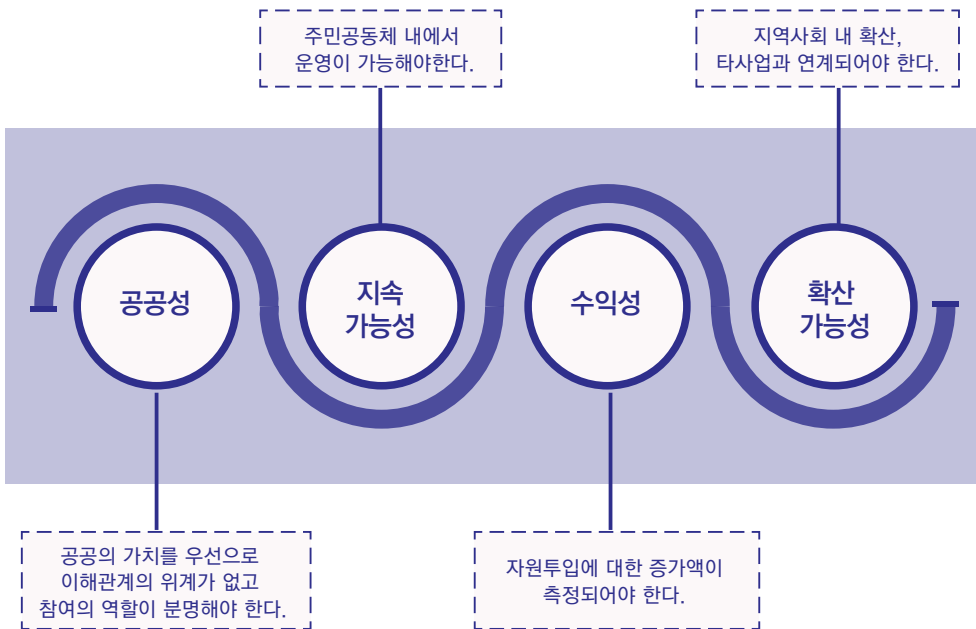 주민공동체 내에서
운영이 가능해야한다.
지역사회 내 확산,
타사업과 연계되어야 한다.
공공성
지속
가능성
수익성
확산
가능성
공공의 가치를 우선으로
이해관계의 위계가 없고
참여의 역할이 분명해야 한다.
자원투입에 대한 증가액이
측정되어야 한다.